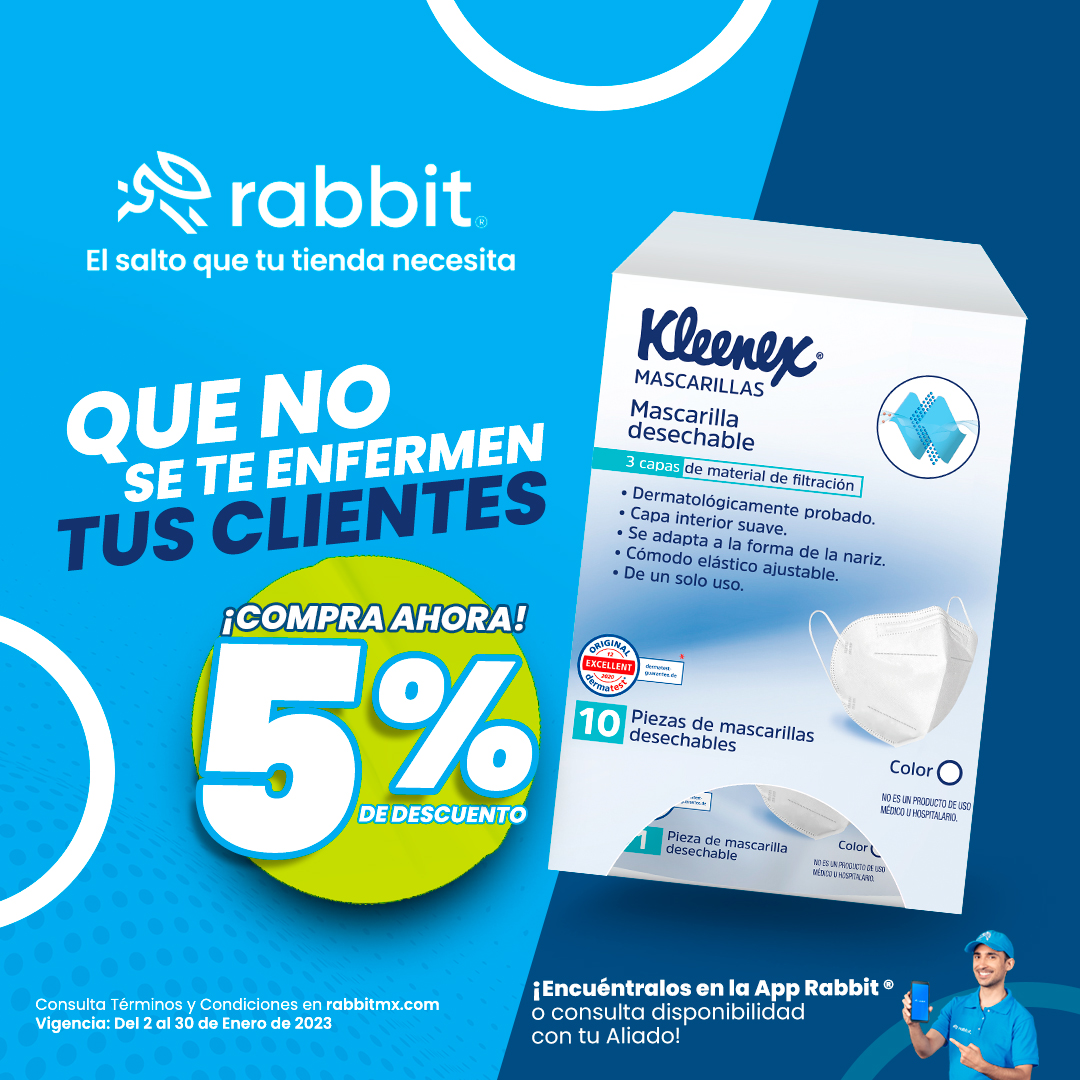 rabbit®
El salto que tu tienda necesita
QUE NO
SE TE ENFERMEN
TUS CLIENTES
¡COMPRA AHORA!
5%
DE DESCUENTO
Kleenex®
MASCARILLAS
Mascarilla
desechable
3 capas de material de filtración
• Dermatológicamente probado.
• Capa interior suave.
• Se adapta a la forma de la nariz.
• Cómodo elástico ajustable.
• De un solo uso.
ORIGINAL
12
EXCELLENT
2020
dermatest®
dermatest-
guarantee.de
*
10 Piezas de mascarillas
desechables
Color
NO ES UN PRODUCTO DE USO
MÉDICO U HOSPITALARIO.
1 Pieza de mascarilla
desechable
Color
NO ES UN PRODUCTO DE USO
MÉDICO U HOSPITALARIO.
Consulta Términos y Condiciones en rabbitmx.com
Vigencia: Del 2 al 30 de Enero de 2023
¡Encuéntralos en la App Rabbit ®
o consulta disponibilidad
con tu Aliado!